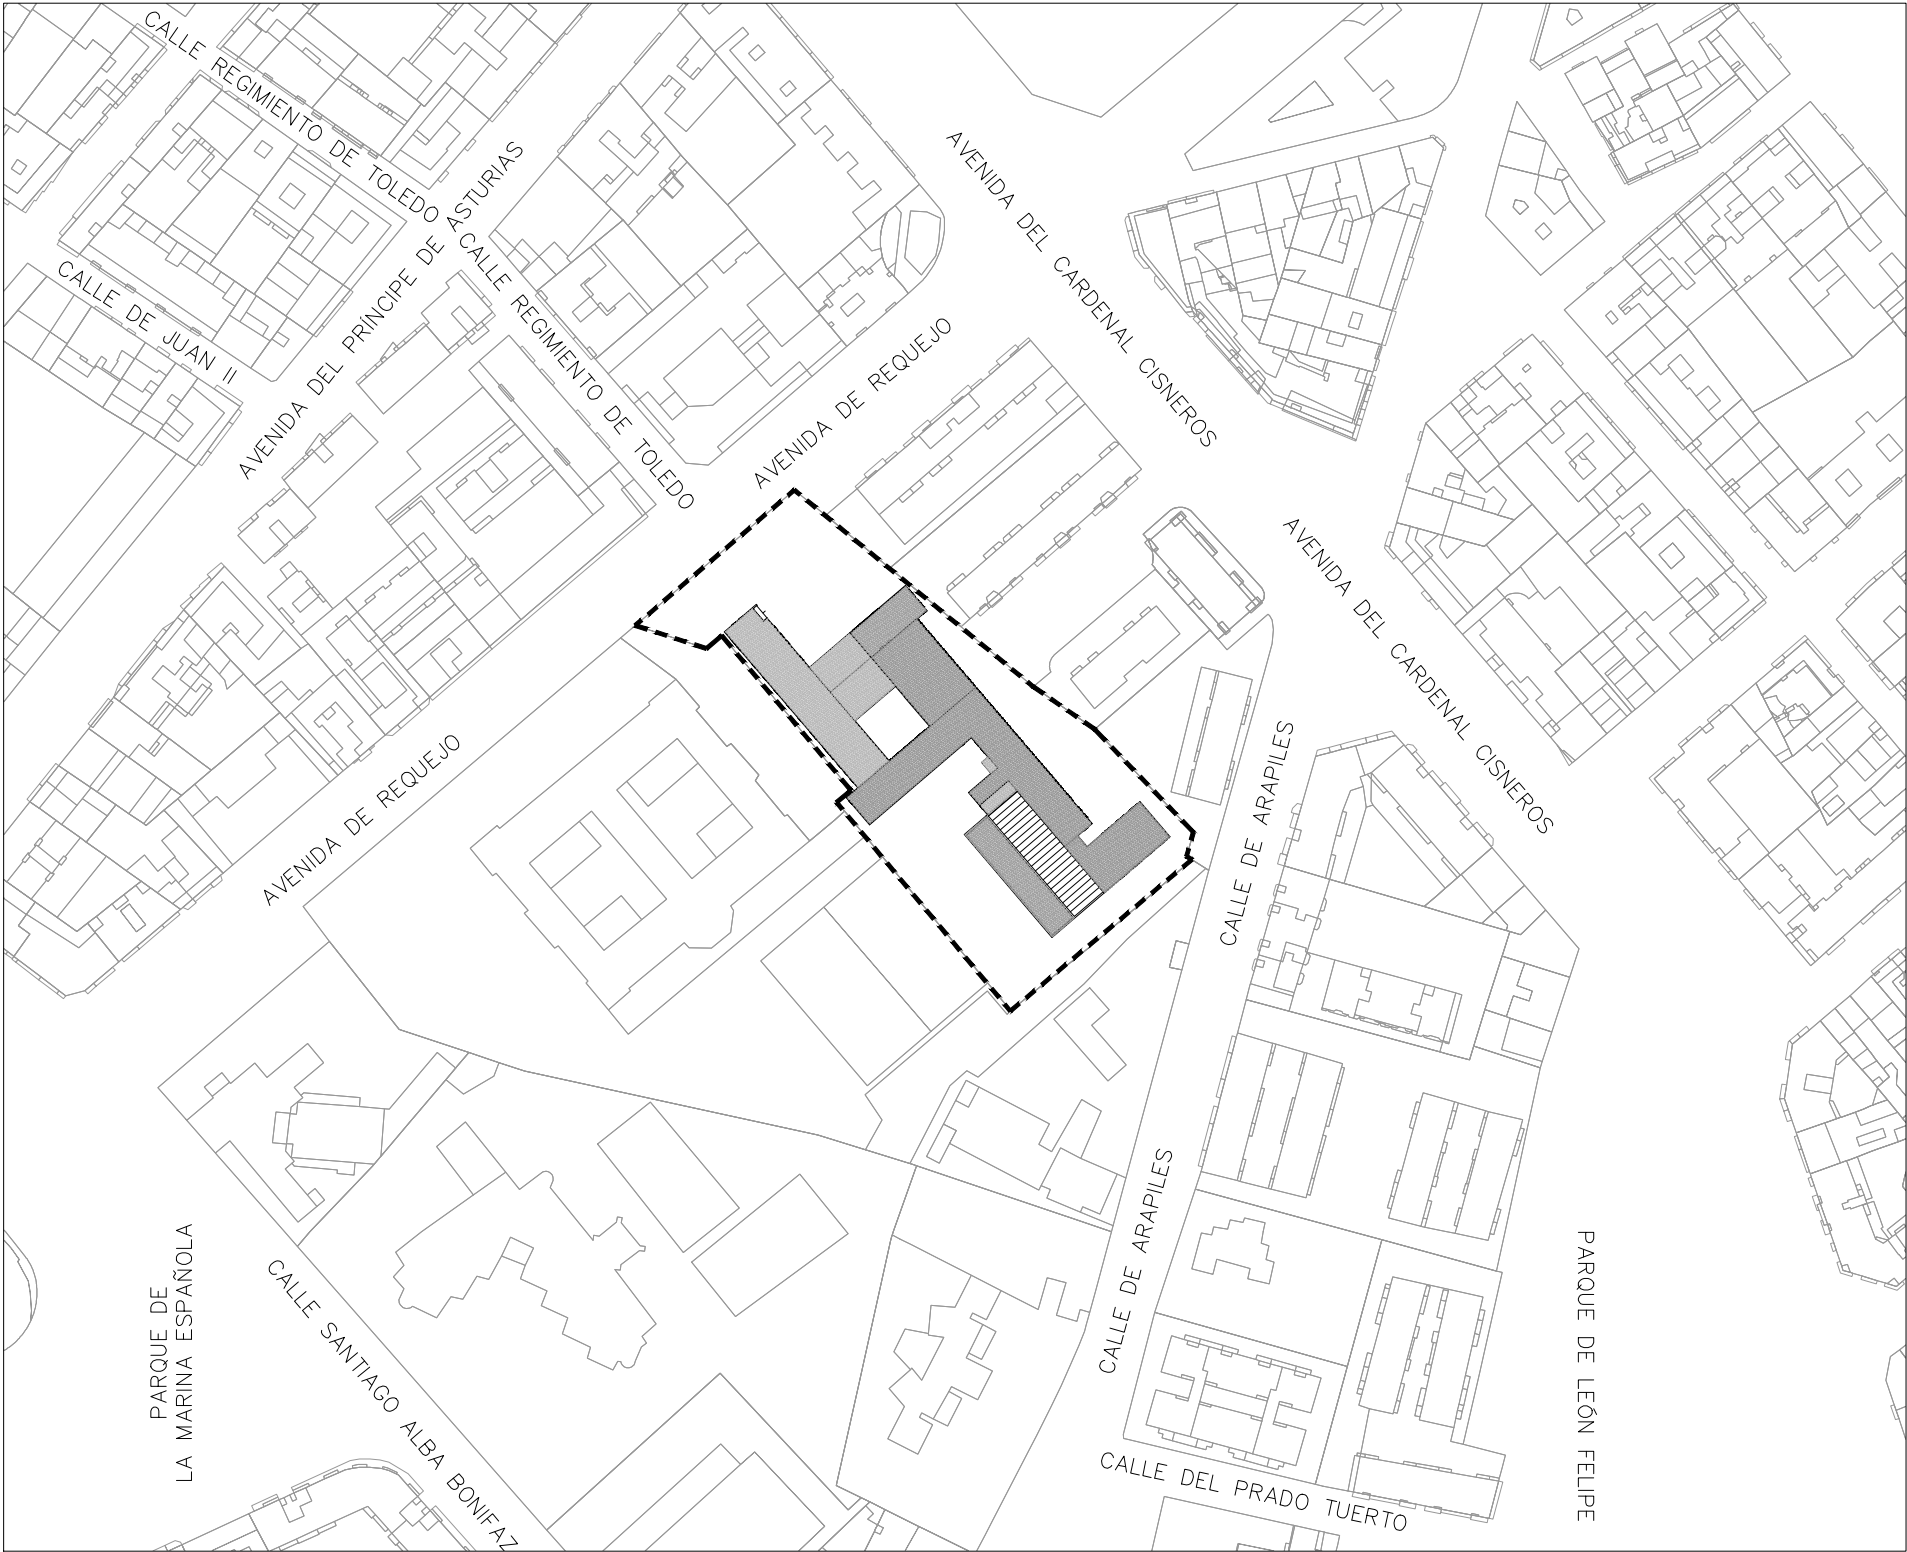 CALLE REGIMIENTO DE TOLEDO
AVENIDA DEL PRÍNCIPE DE ASTURIAS
CALLE DE JUAN II
CALLE REGIMIENTO DE TOLEDO
AVENIDA DEL CARDENAL CISNEROS
AVENIDA DE REQUEJO
AVENIDA DEL CARDENAL CISNEROS
AVENIDA DE REQUEJO
CALLE DE ARAPILES
CALLE DE ARAPILES
PARQUE DE
LA MARINA ESPAÑOLA
CALLE SANTIAGO ALBA BONIFAZ
PARQUE DE LEÓN FELIPE
CALLE DEL PRADO TUERTO